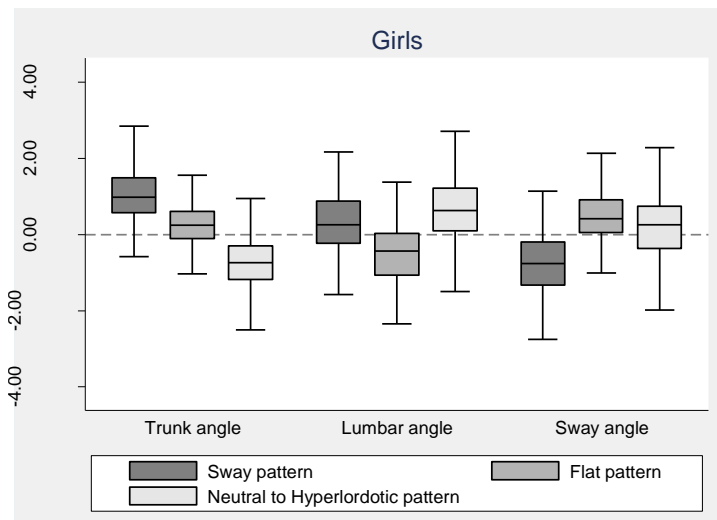 Girls
4.00
2.00
0.00
-2.00
-4.00
Trunk angle Lumbar angle Sway angle
Sway pattern Flat pattern
Neutral to Hyperlordotic pattern